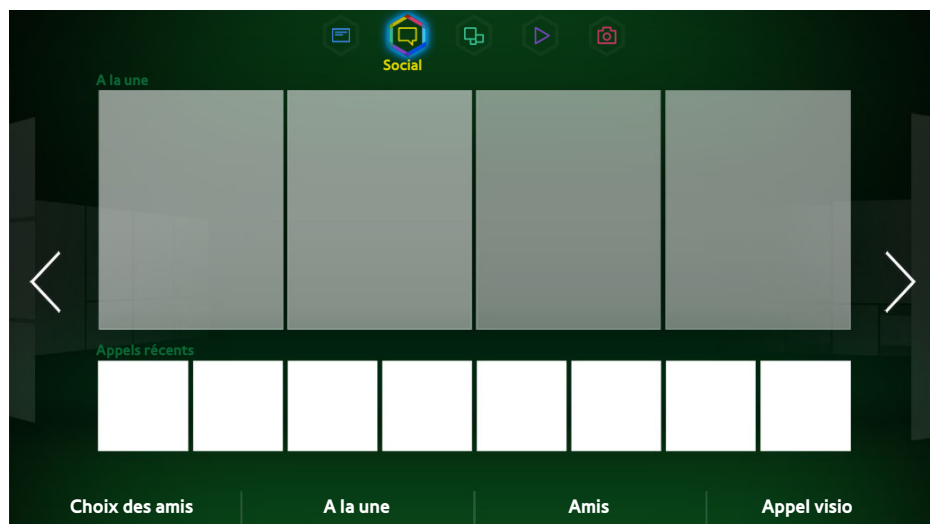 Social
A la une
Appels récents
Choix des amis
A la une
Amis
Appel visio